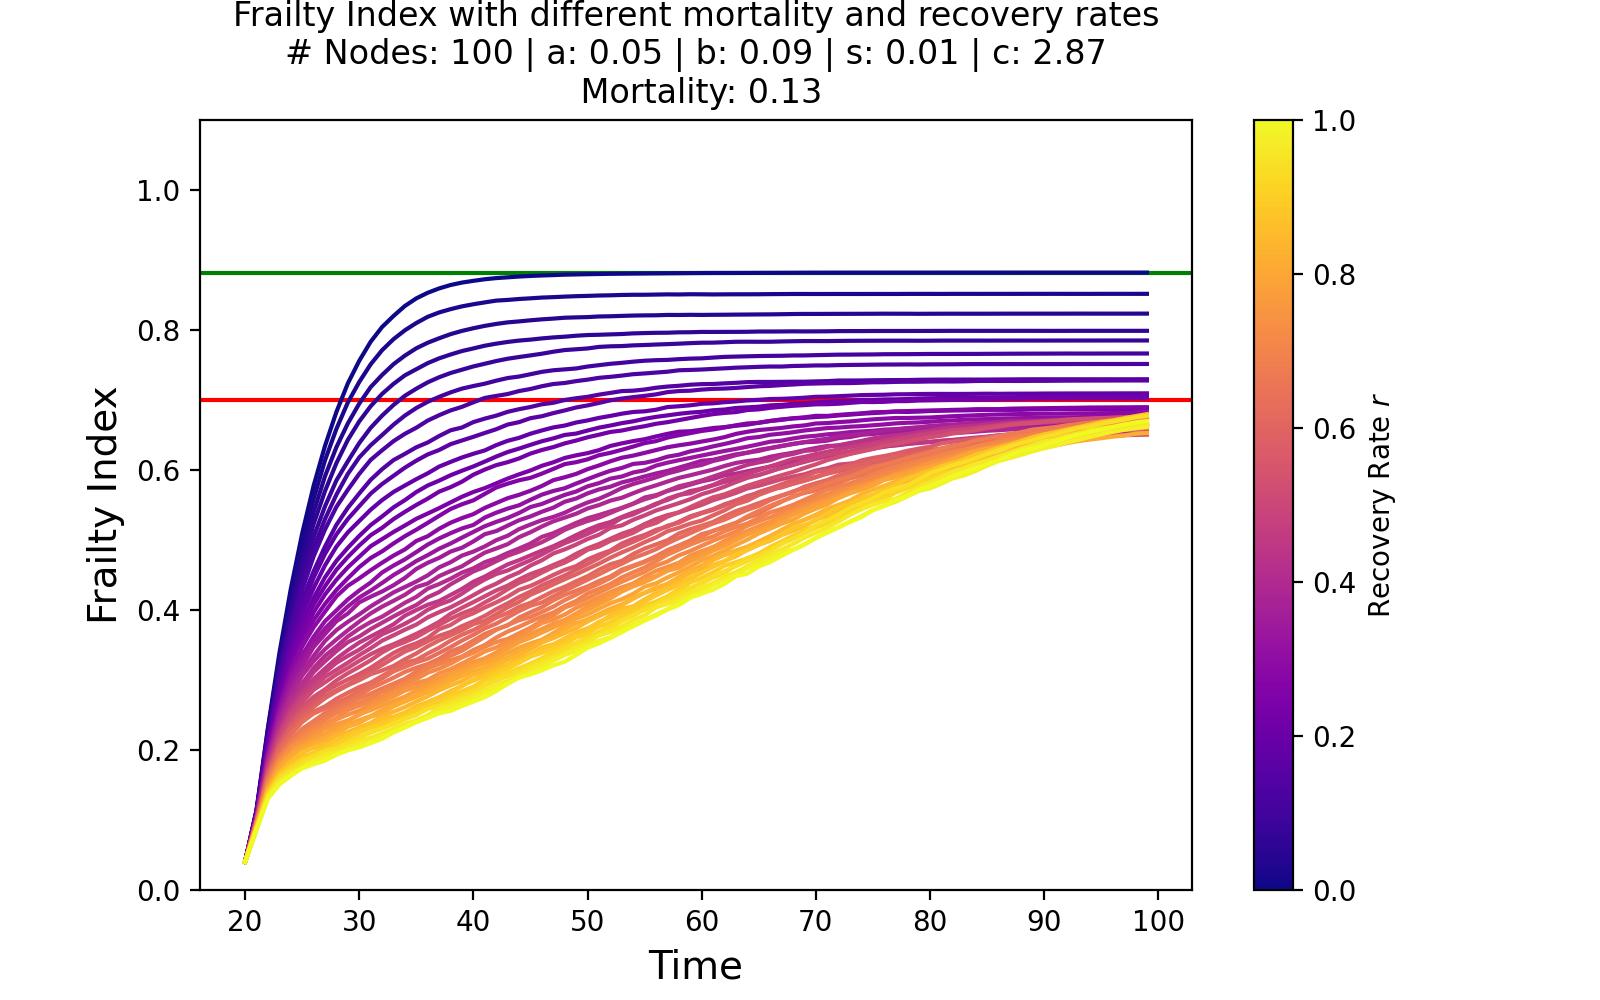 Frailty Index with different mortality and recovery rates
# Nodes: 100 | a: 0.05 | b: 0.09 | s: 0.01 | c: 2.87
Mortality: 0.13
Frailty Index
1.0
0.8
0.6
0.4
0.2
0.0
20 30 40 50 60 70 80 90 100
Time
1.0
0.8
0.6
0.4
0.2
0.0
Recovery Rate r